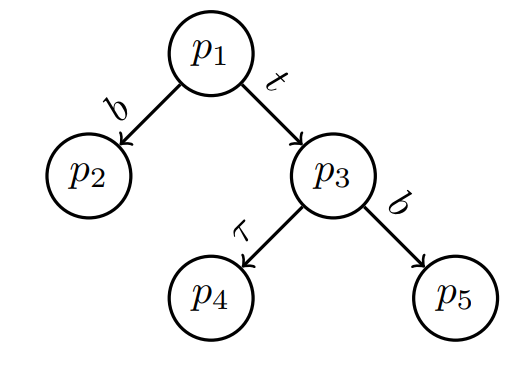 p₁
b t
p₂ p₃
τ b
p₄ p₅